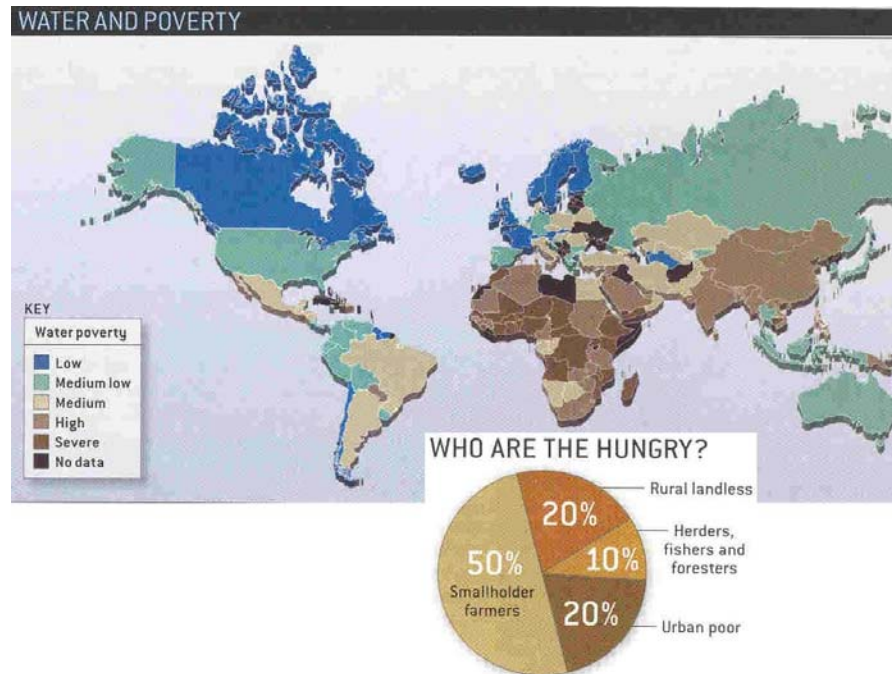 WATER AND POVERTY
KEY
Water poverty
Low
Medium low
Medium
High
Severe
No data
WHO ARE THE HUNGRY?
20%
Rural landless
10%
Herders,
fishers and
foresters
50%
Smallholder
farmers
20%
Urban poor